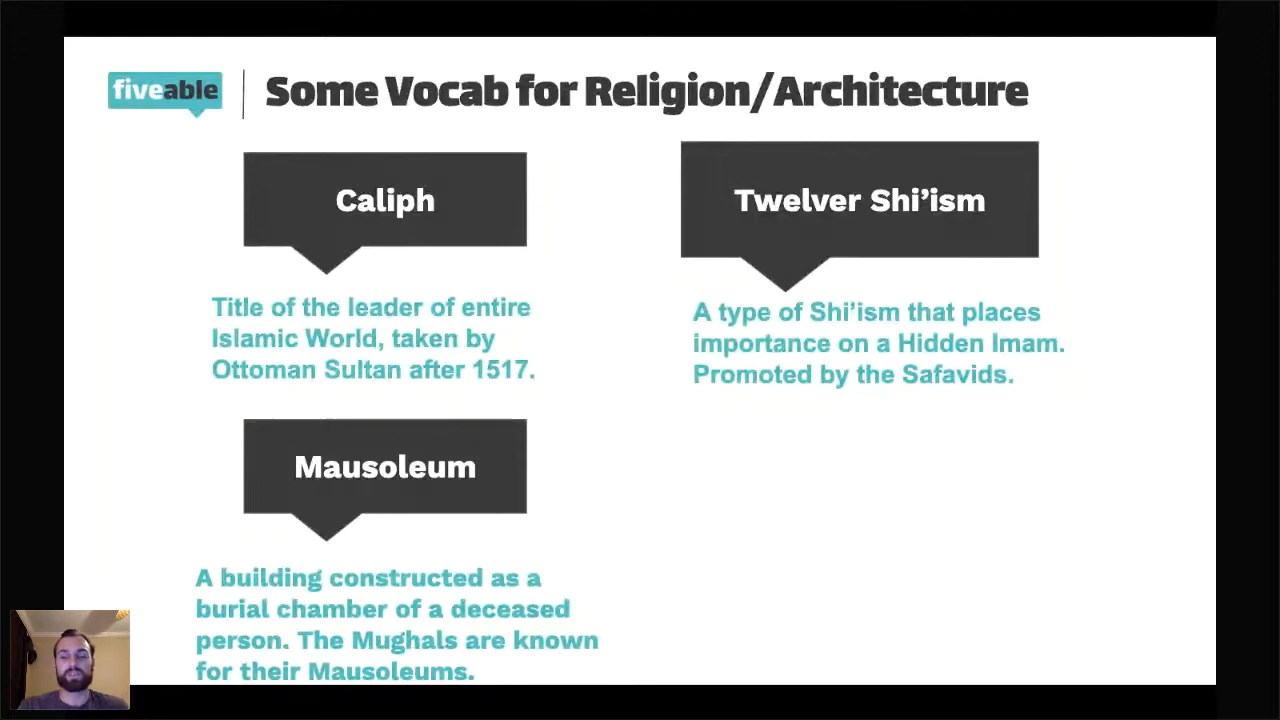 fiveable
Some Vocab for Religion/Architecture
Caliph
Title of the leader of entire
Islamic World, taken by
Ottoman Sultan after 1517.
Twelver Shi’ism
A type of Shi’ism that places
importance on a Hidden Imam.
Promoted by the Safavids.
Mausoleum
A building constructed as a
burial chamber of a deceased
person. The Mughals are known
for their Mausoleums.